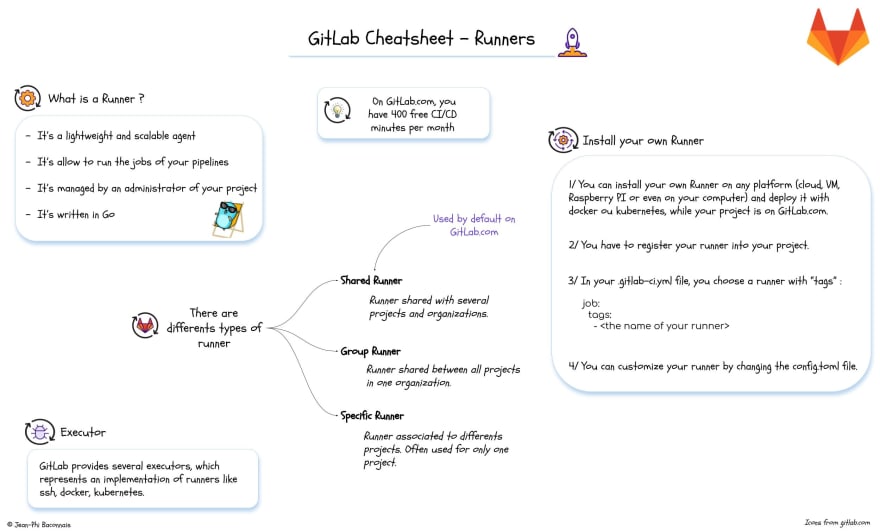 GitLab Cheatsheet - Runners
What is a Runner ?
- It's a lightweight and scalable agent
- It's allow to run the jobs of your pipelines
- It's managed by an administrator of your project
- It's written in Go
On GitLab.com, you
have 400 free CI/CD
minutes per month
Install your own Runner
1/ You can install your own Runner on any platform (cloud, VM,
Raspberry PI or even on your computer) and deploy it with
docker ou kubernetes, while your project is on GitLab.com.
2/ You have to register your runner into your project.
3/ In your .gitlab-ci.yml file, you choose a runner with "tags" :
job:
tags:
- <the name of your runner>
4/ You can customize your runner by changing the config.toml file.
Used by default on
GitLab.com
There are
differents types of
runner
Shared Runner
Runner shared with several
projects and organizations.
Group Runner
Runner shared between all projects
in one organization.
Specific Runner
Runner associated to differents
projects. Often used for only one
project.
Executor
GitLab provides several executors, which
represents an implementation of runners like
ssh, docker, kubernetes.
© Jean-Phi Baconnais
Icons from gitlab.com